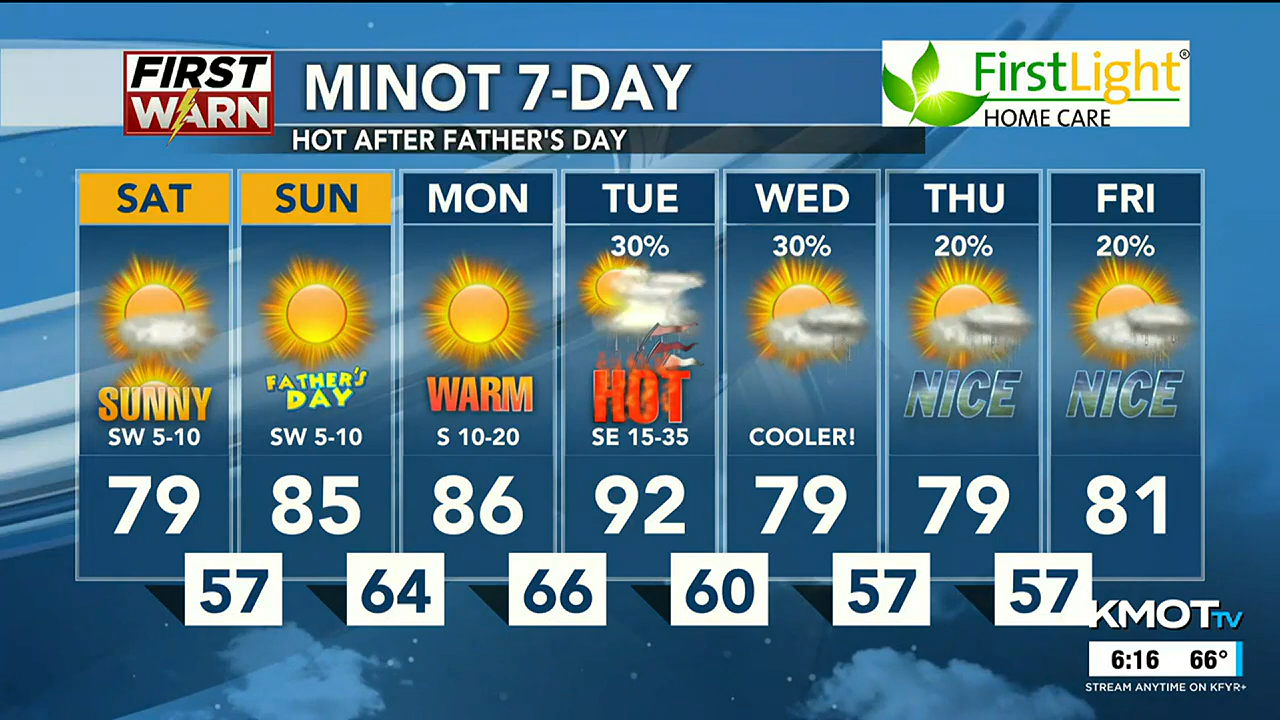 FIRST
WARN
MINOT 7-DAY
HOT AFTER FATHER'S DAY
FirstLight®
HOME CARE
SAT SUN MON TUE WED THU FRI
30% 30% 20% 20%
SUNNY FATHER'S DAY WARM HOT NICE NICE
SW 5-10 SW 5-10 S 10-20 SE 15-35 COOLER!
79 85 86 92 79 79 81
57 64 66 60 57 57
KMOT TV
6:16 66°
STREAM ANYTIME ON KFYR+